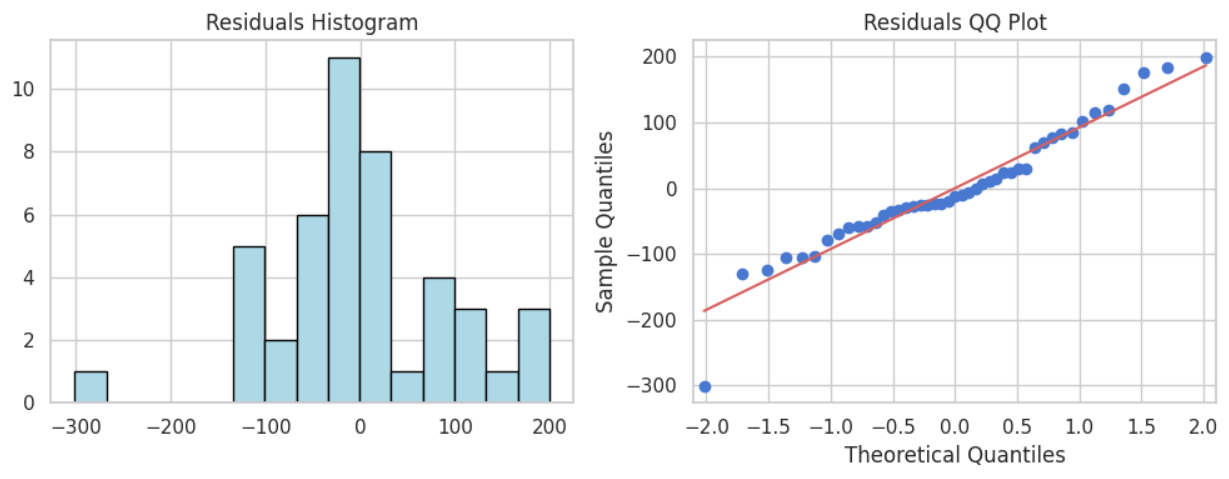 Residuals Histogram
10
8
6
4
2
0
−300 −200 −100 0 100 200
Residuals QQ Plot
Sample Quantiles
200
100
0
−100
−200
−300
−2.0 −1.5 −1.0 −0.5 0.0 0.5 1.0 1.5 2.0
Theoretical Quantiles